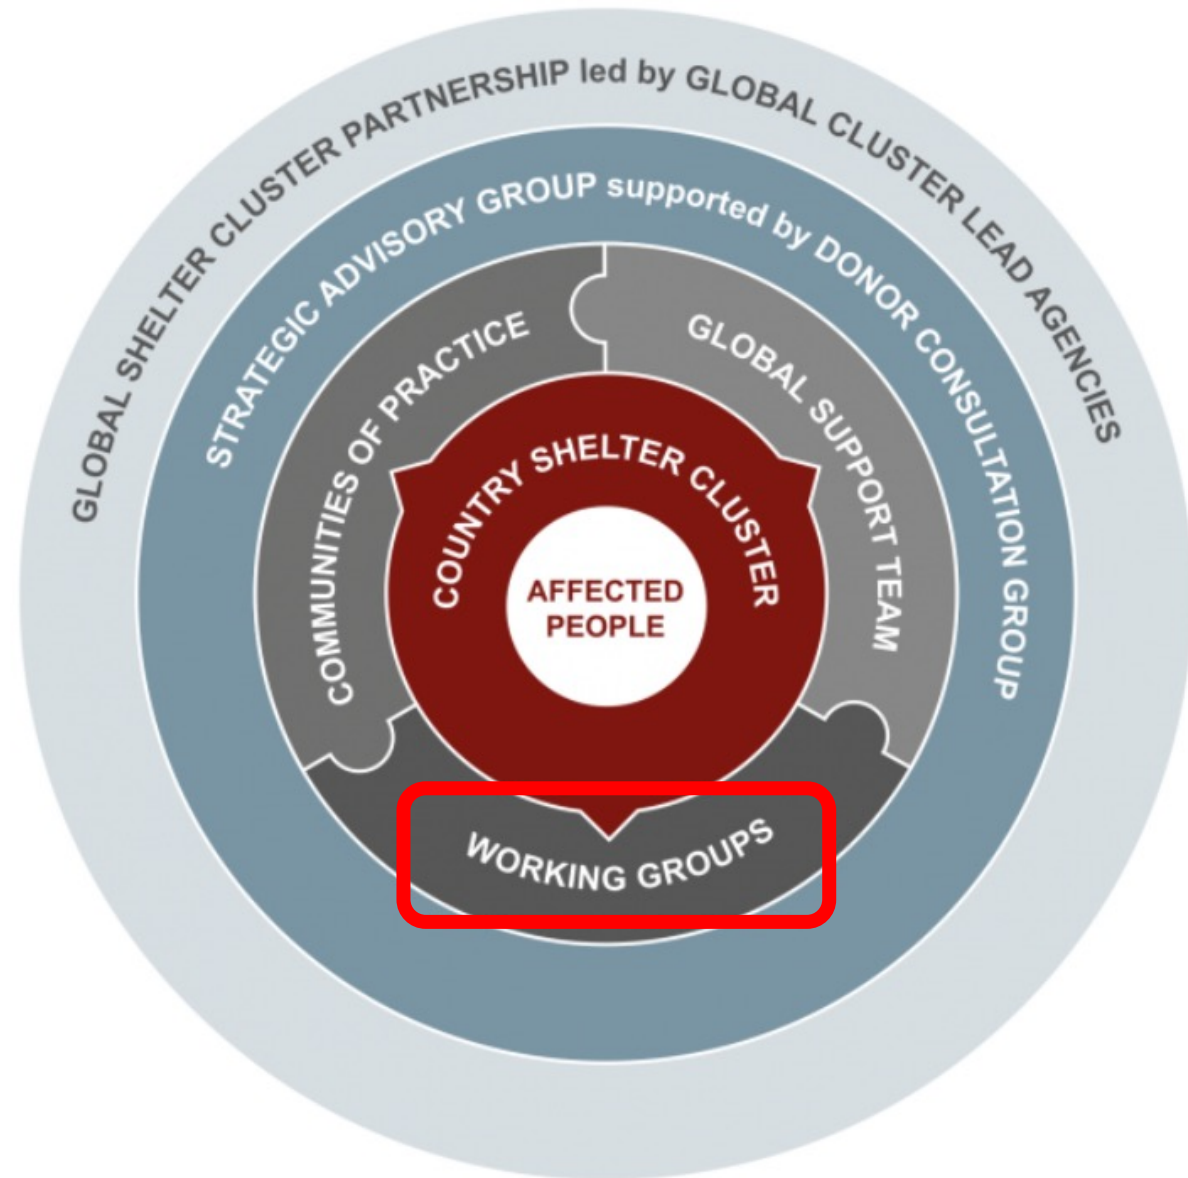 GLOBAL SHELTER CLUSTER PARTNERSHIP led by GLOBAL CLUSTER LEAD AGENCIES
STRATEGIC ADVISORY GROUP supported by DONOR CONSULTATION GROUP
COMMUNITIES OF PRACTICE
GLOBAL SUPPORT TEAM
COUNTRY SHELTER CLUSTER
AFFECTED
PEOPLE
WORKING GROUPS